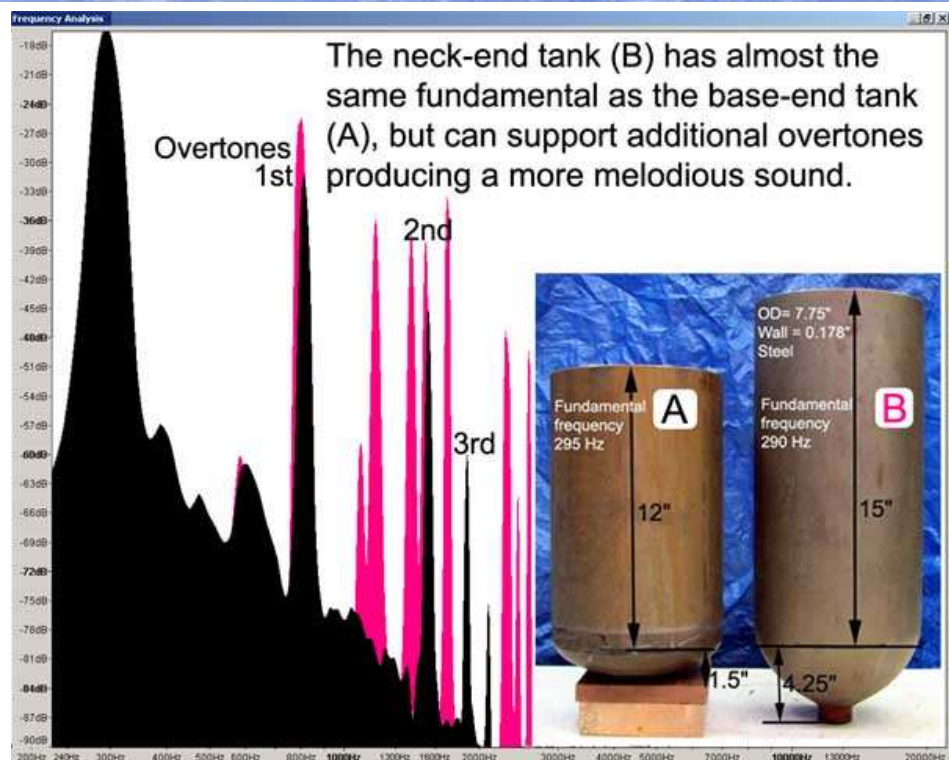 Frequency Analysis
The neck-end tank (B) has almost the
same fundamental as the base-end tank
(A), but can support additional overtones
producing a more melodious sound.
Overtones
1st
2nd
3rd
-18dB
-21dB
-24dB
-27dB
-30dB
-33dB
-36dB
-39dB
-42dB
-45dB
-48dB
-51dB
-54dB
-57dB
-60dB
-63dB
-66dB
-69dB
-72dB
-75dB
-78dB
-81dB
-84dB
-87dB
-90dB
Fundamental
frequency
295 Hz
A
12"
1.5"
OD= 7.75"
Wall = 0.178"
Steel
Fundamental
frequency
290 Hz
B
15"
4.25"
200Hz 240Hz 300Hz 400Hz 500Hz 600Hz 800Hz 1000Hz 1300Hz 1600Hz 2000Hz 3000Hz 4000Hz 5000Hz 7000Hz 10000Hz 13000Hz 20000Hz